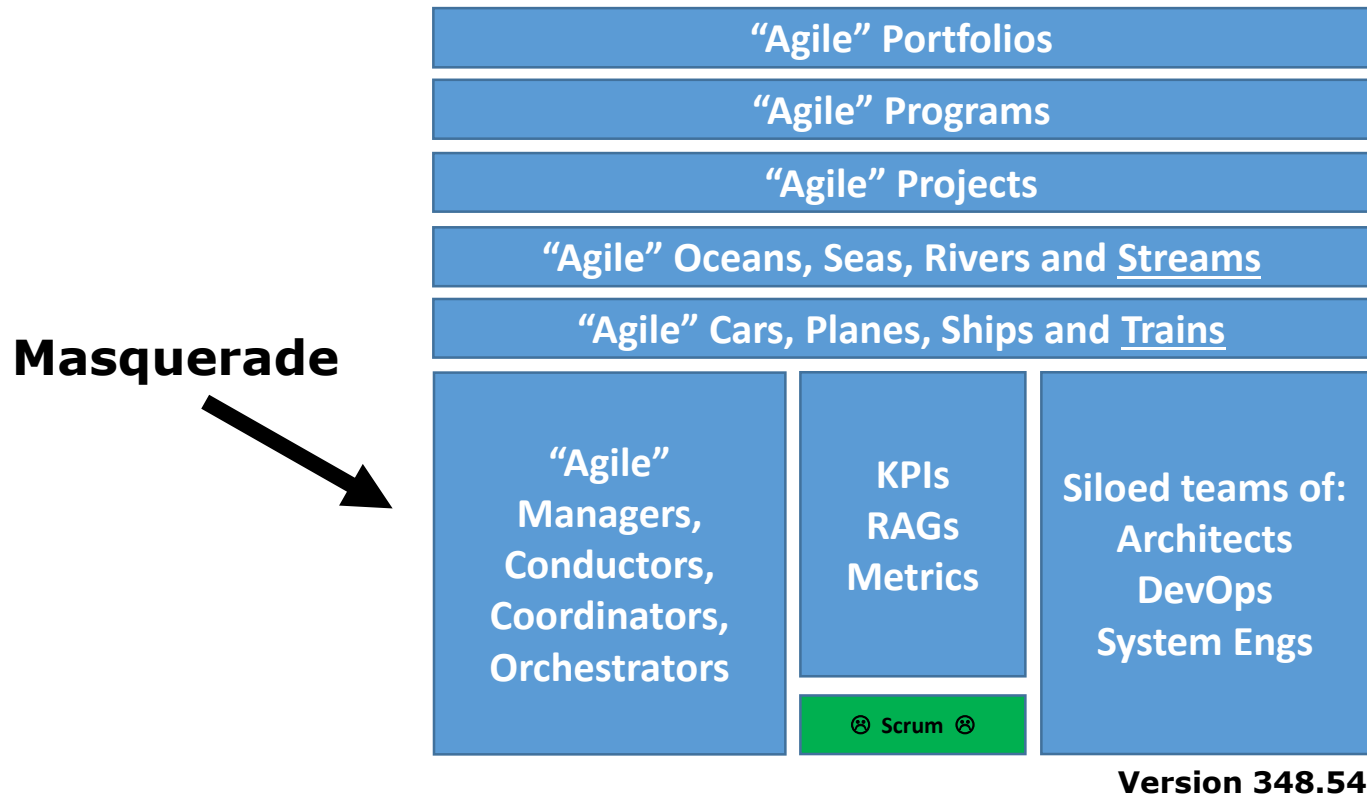 “Agile” Portfolios
“Agile” Programs
“Agile” Projects
“Agile” Oceans, Seas, Rivers and Streams
“Agile” Cars, Planes, Ships and Trains
Masquerade
“Agile”
Managers,
Conductors,
Coordinators,
Orchestrators
KPIs
RAGs
Metrics
☹ Scrum ☹
Siloed teams of:
Architects
DevOps
System Engs
Version 348.54